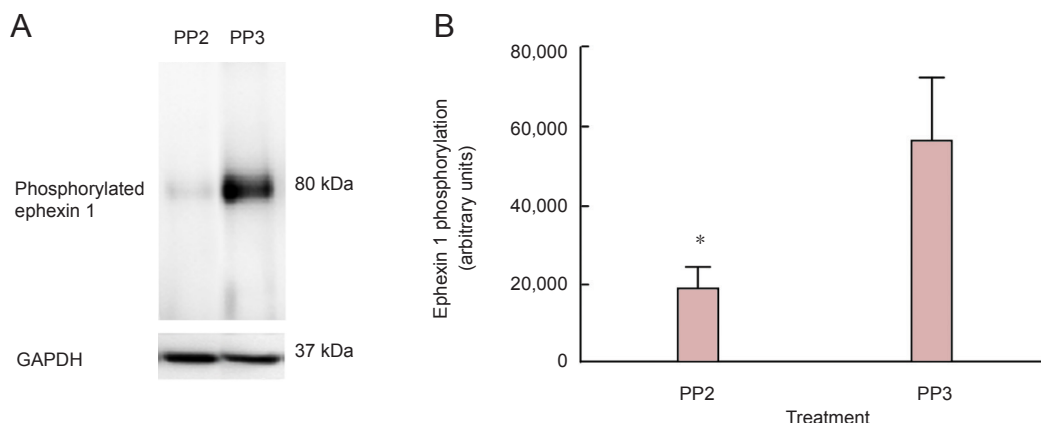 A
PP2 PP3
Phosphorylated
ephexin 1
80 kDa
GAPDH
37 kDa
B
Ephexin 1 phosphorylation
(arbitrary units)
80,000
60,000
40,000
20,000
0
*
PP2 PP3
Treatment